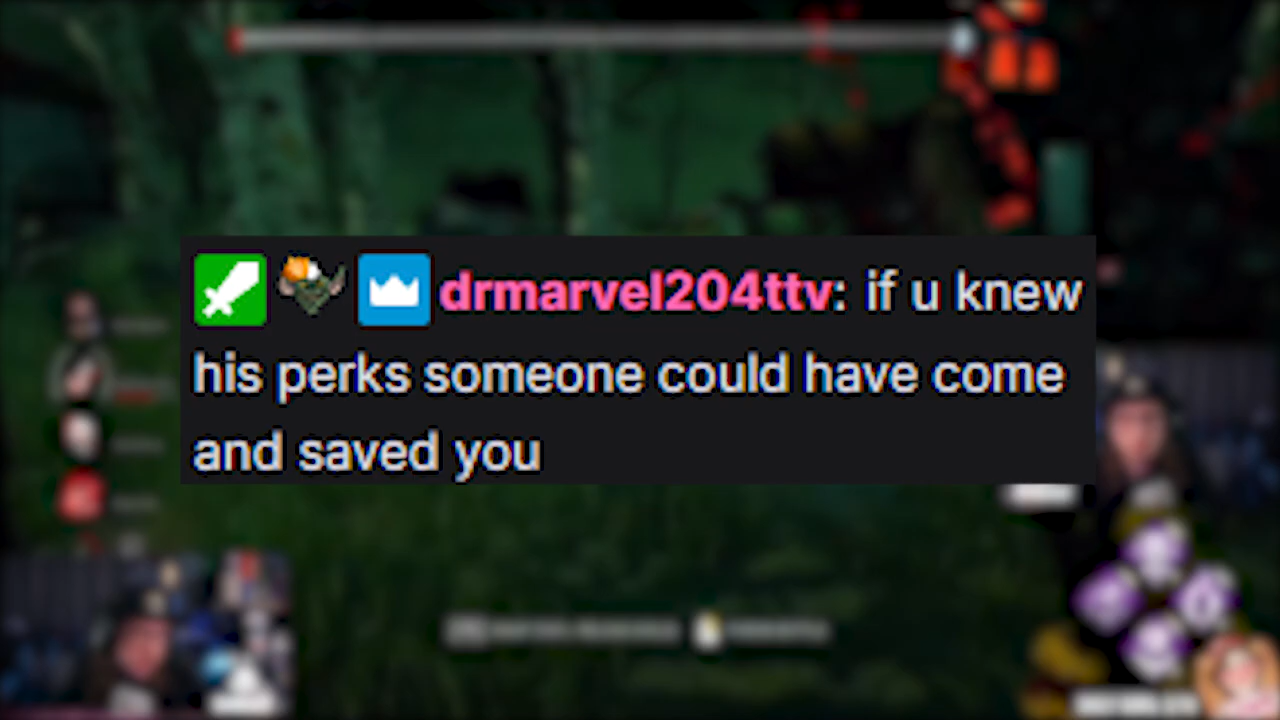 drmarvel204ttv: if u knew
his perks someone could have come
and saved you